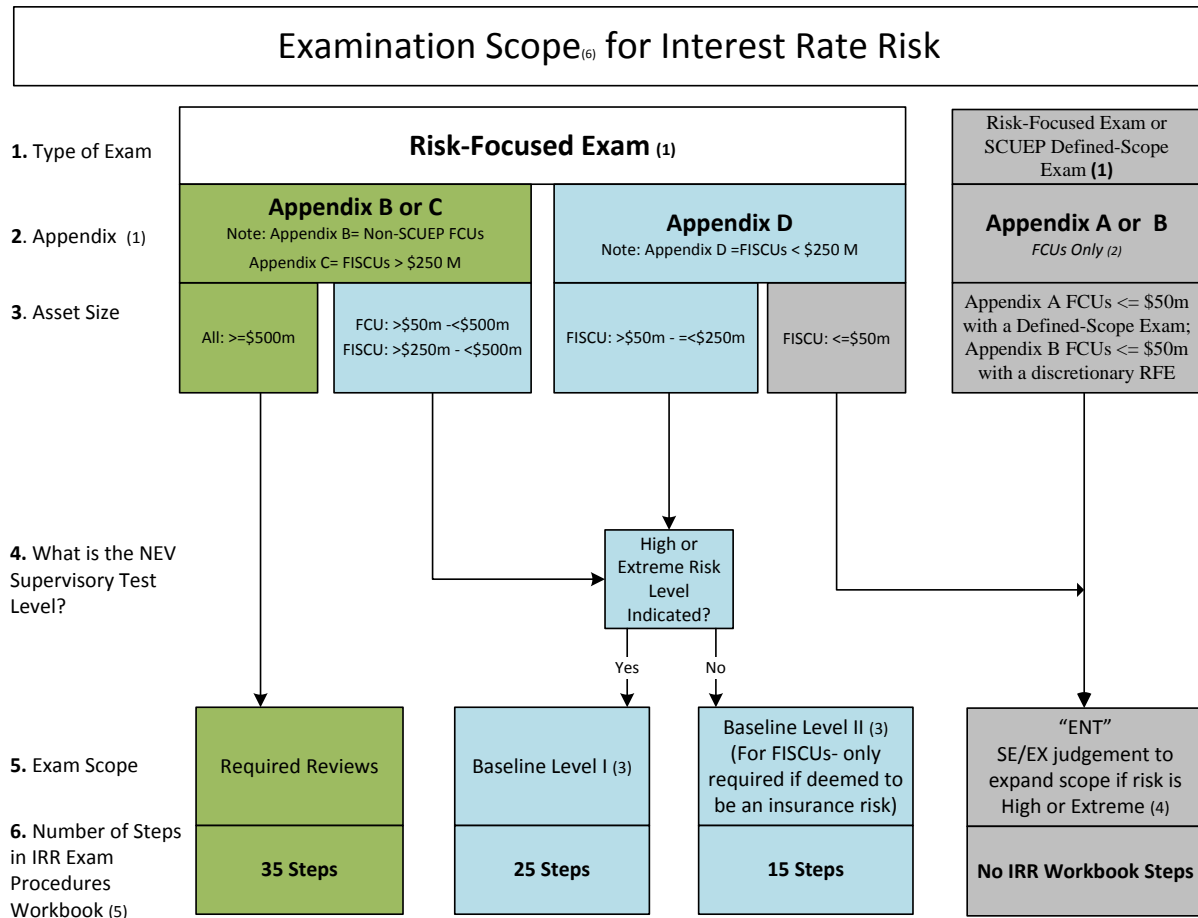 Examination Scope(6) for Interest Rate Risk
1. Type of Exam
Risk-Focused Exam (1)
Risk-Focused Exam or
SCUEP Defined-Scope
Exam (1)
2. Appendix (1)
Appendix B or C
Note: Appendix B= Non-SCUEP FCUs
Appendix C= FISCUs > $250 M
Appendix D
Note: Appendix D =FISCUs < $250 M
Appendix A or B
FCUs Only (2)
3. Asset Size
All: >=$500m
FCU: >$50m -<$500m
FISCU: >$250m - <$500m
FISCU: >$50m - =<$250m
FISCU: <=$50m
Appendix A FCUs <= $50m
with a Defined-Scope Exam;
Appendix B FCUs <= $50m
with a discretionary RFE
4. What is the NEV
Supervisory Test
Level?
High or
Extreme Risk
Level
Indicated?
Yes
No
5. Exam Scope
Required Reviews
Baseline Level I (3)
Baseline Level II (3)
(For FISCUs- only
required if deemed to
be an insurance risk)
“ENT”
SE/EX judgement to
expand scope if risk is
High or Extreme (4)
6. Number of Steps
in IRR Exam
Procedures
Workbook (5)
35 Steps
25 Steps
15 Steps
No IRR Workbook Steps